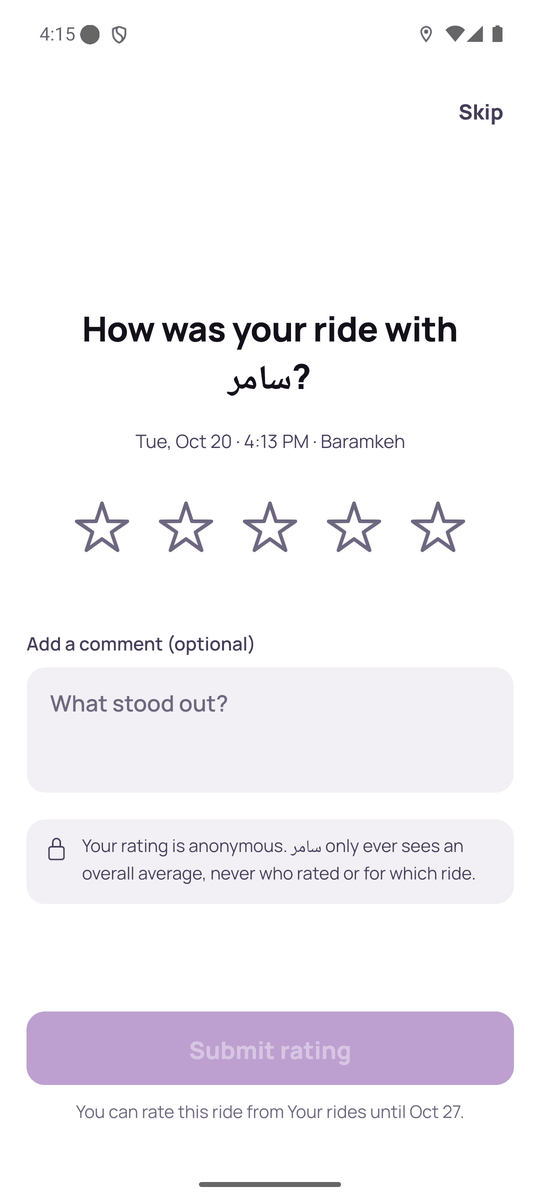 4:15
Skip
How was your ride with
سامر?
Tue, Oct 20 · 4:13 PM · Baramkeh
Add a comment (optional)
What stood out?
Your rating is anonymous. سامر only ever sees an
overall average, never who rated or for which ride.
Submit rating
You can rate this ride from Your rides until Oct 27.